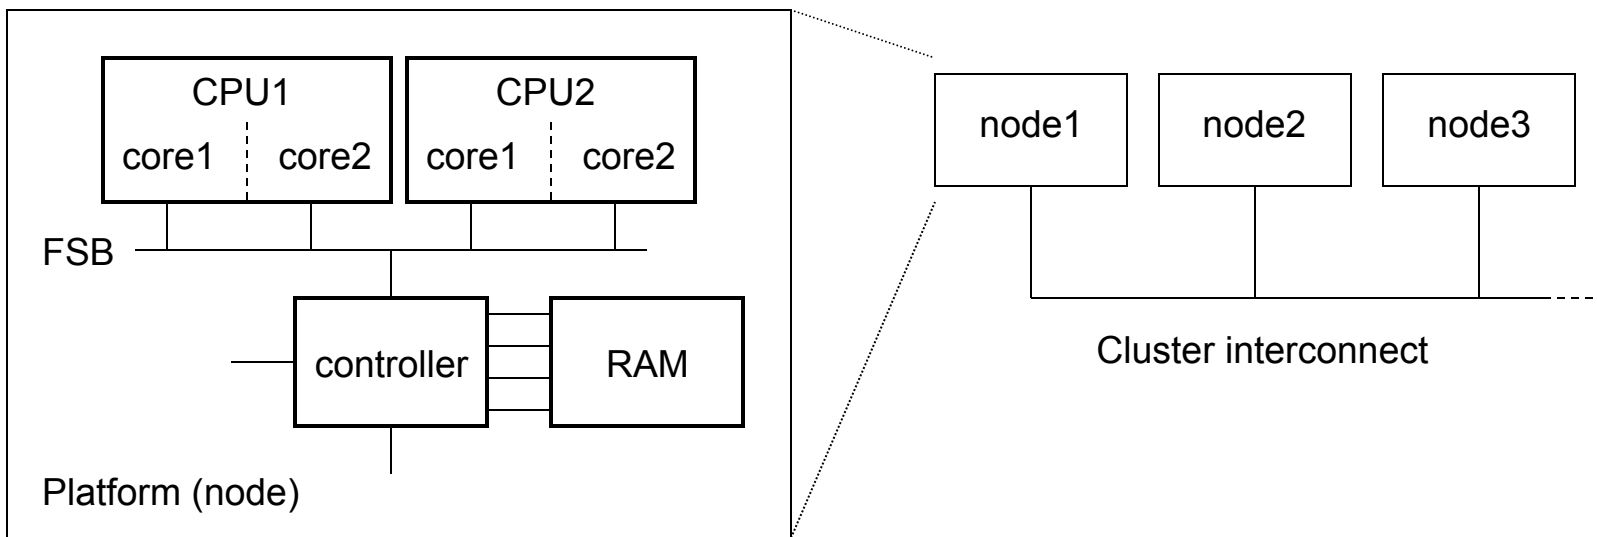 CPU1
core1
core2
CPU2
core1
core2
FSB
controller
RAM
Platform (node)
node1
node2
node3
Cluster interconnect